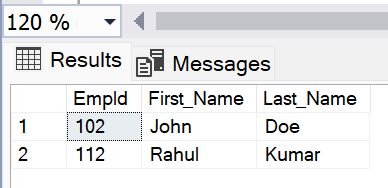 120 %
Results Messages
EmpId First_Name Last_Name
1 102 John Doe
2 112 Rahul Kumar